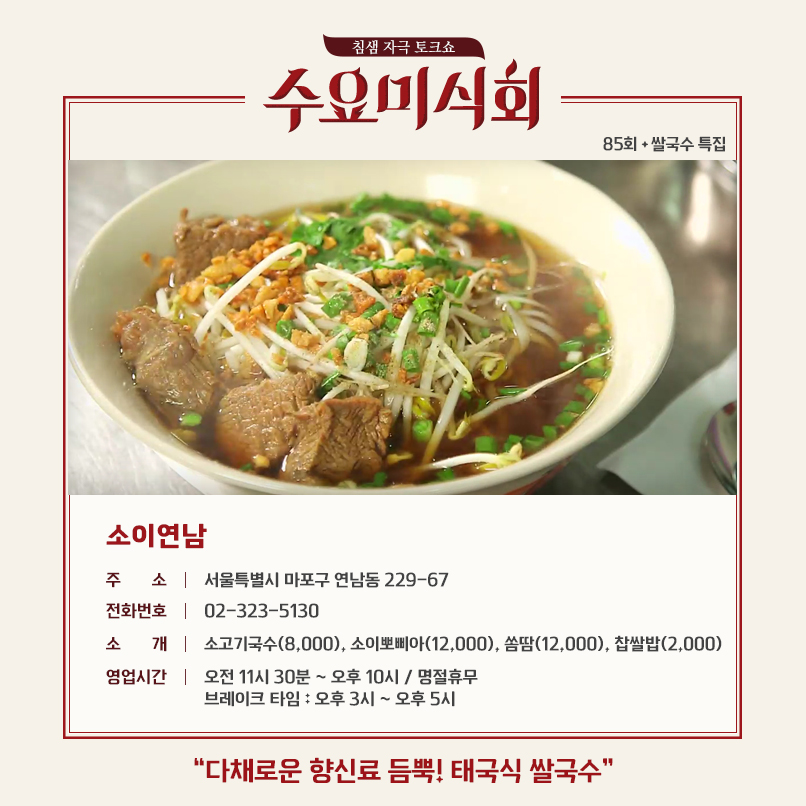 침샘 자극 토크쇼
수요미식회
85회 + 쌀국수 특집
소이연남
주 소 | 서울특별시 마포구 연남동 229-67
전화번호 | 02-323-5130
소 개 | 소고기국수(8,000), 소이뽀삐아(12,000), 쏨땀(12,000), 찹쌀밥(2,000)
영업시간 | 오전 11시 30분 ~ 오후 10시 / 명절휴무
브레이크 타임 : 오후 3시 ~ 오후 5시
“다채로운 향신료 듬뿍! 태국식 쌀국수”